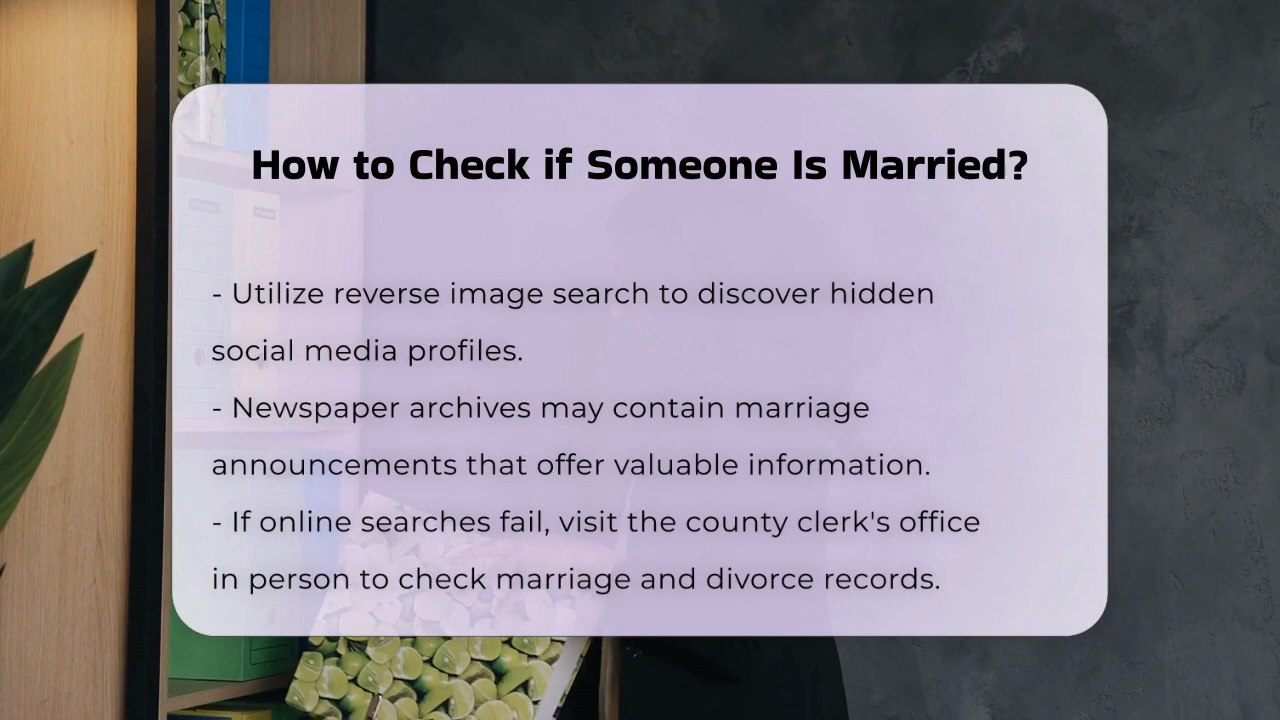 How to Check if Someone Is Married?
- Utilize reverse image search to discover hidden
social media profiles.
- Newspaper archives may contain marriage
announcements that offer valuable information.
- If online searches fail, visit the county clerk's office
in person to check marriage and divorce records.